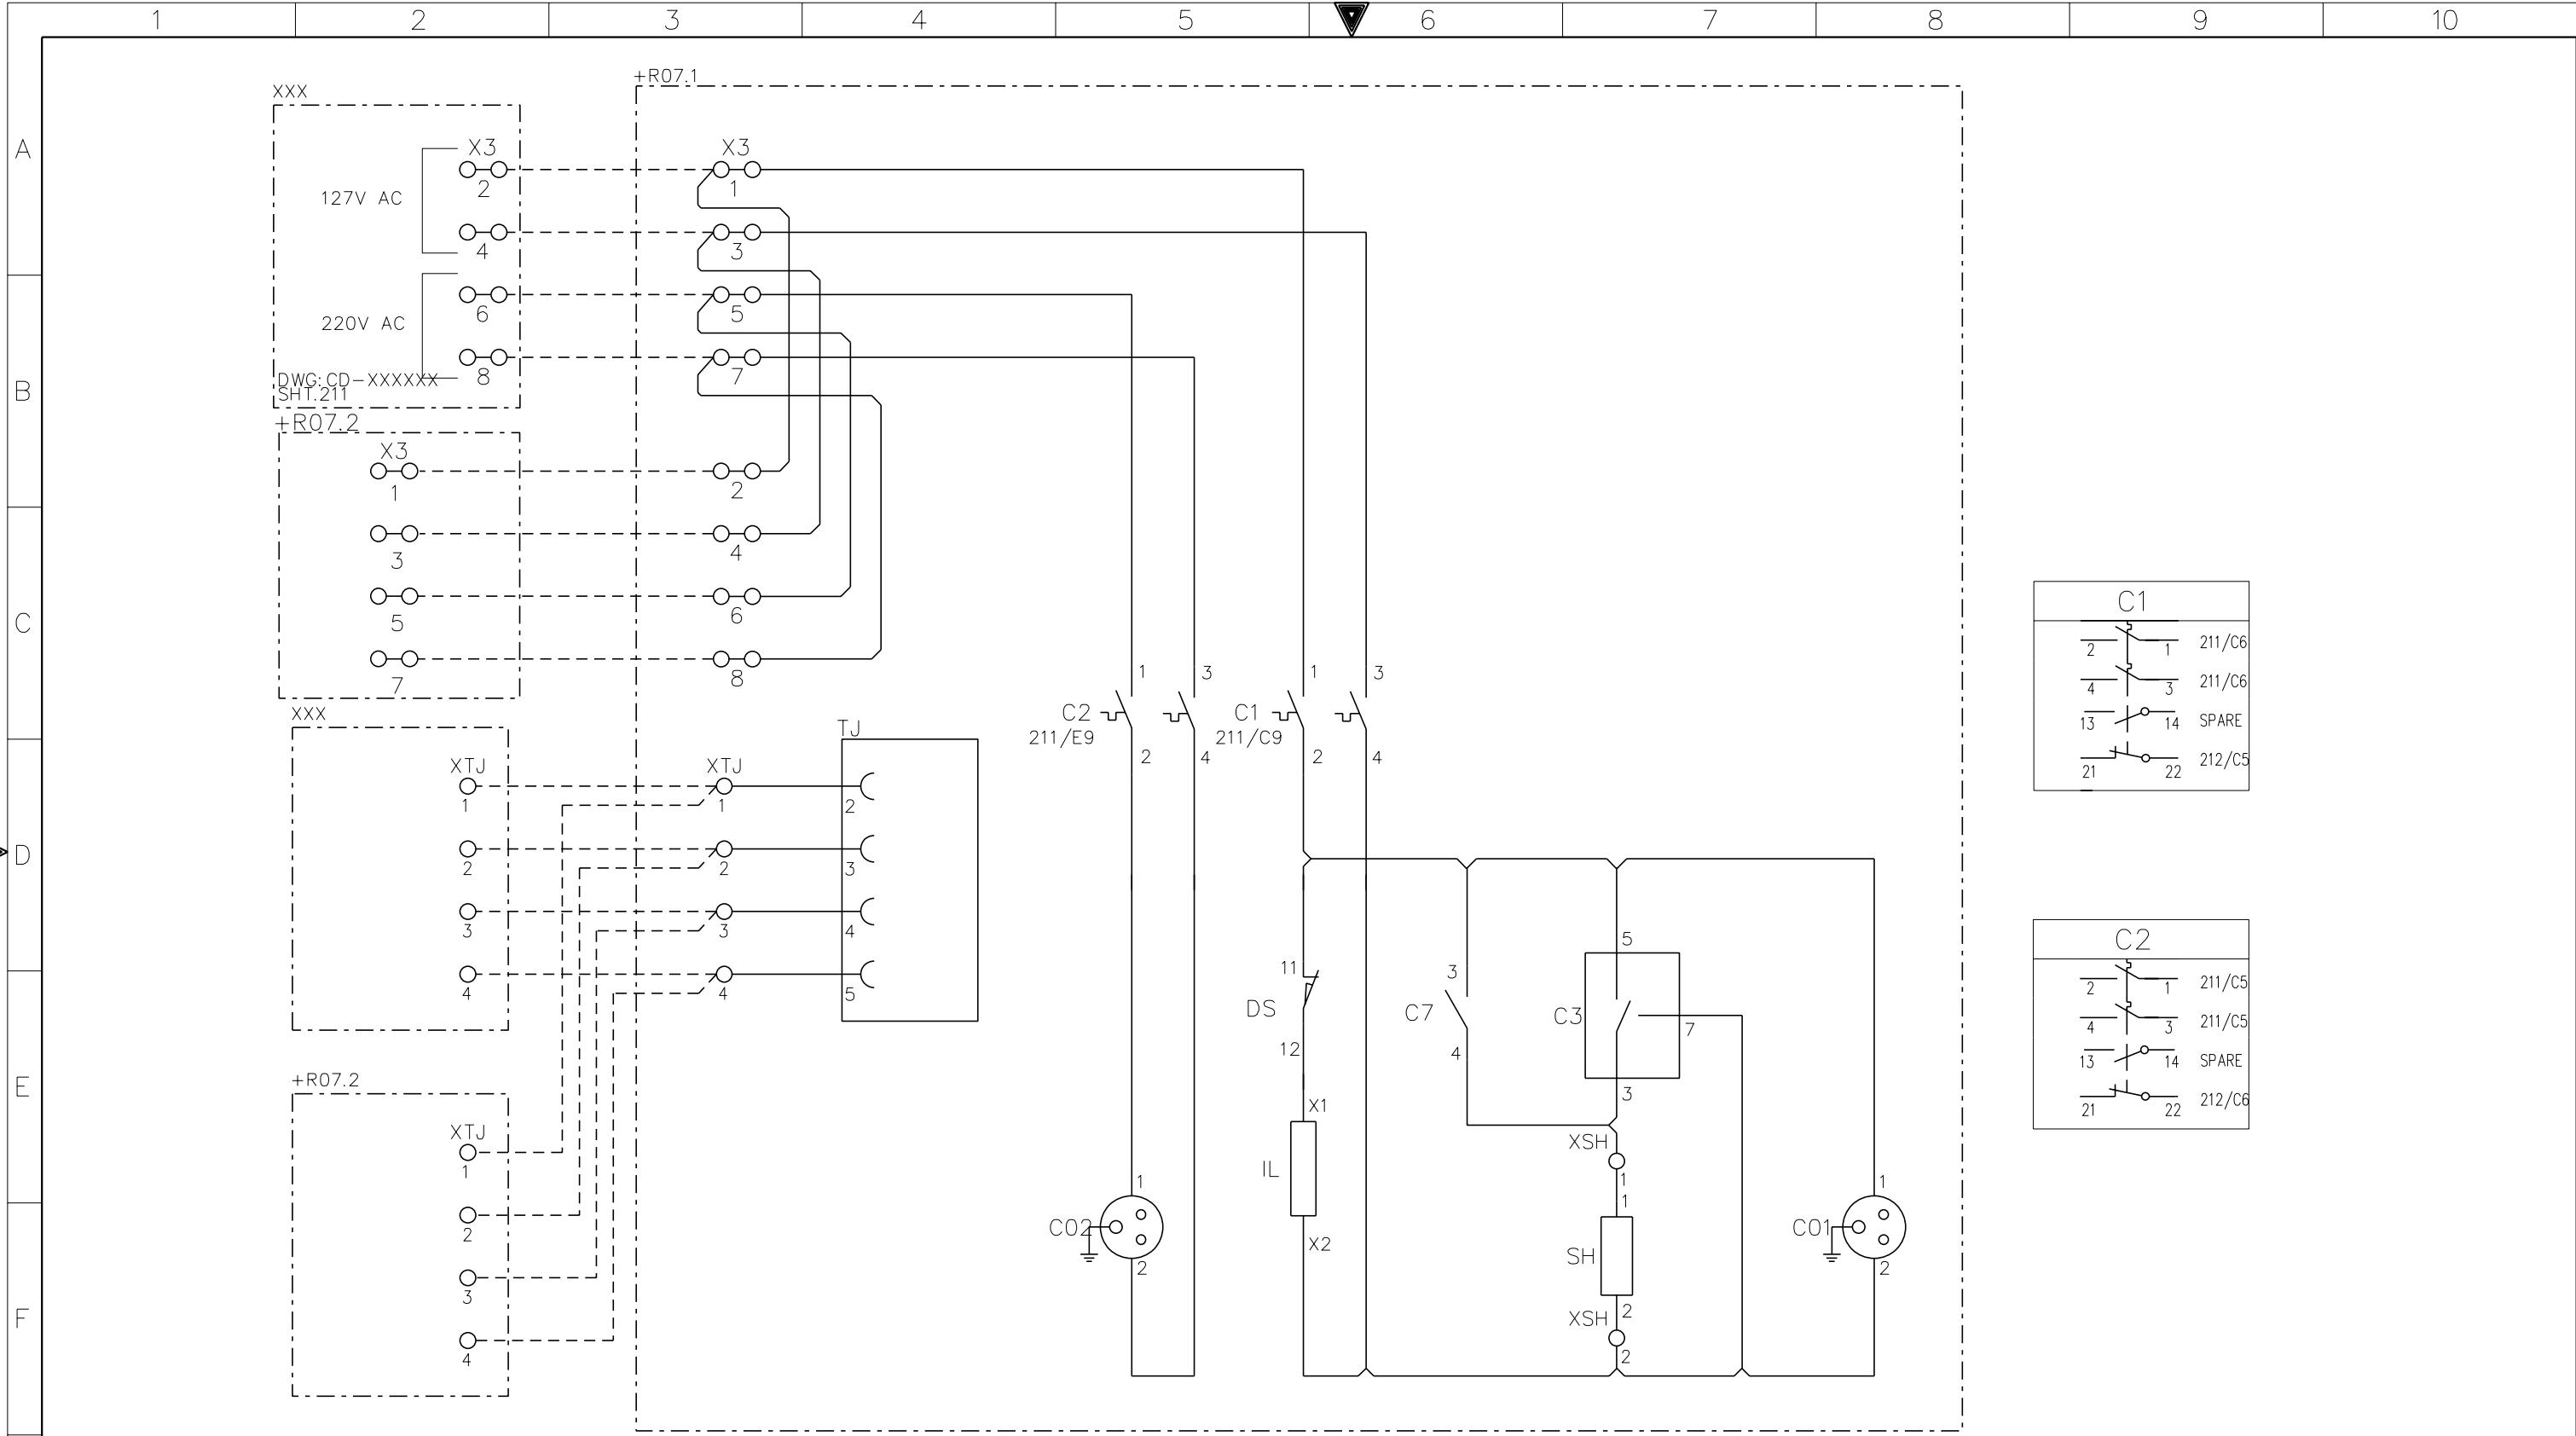 1 2 3 4 5 6 7 8 9 10
A
B
C
D
E
F
XXX
X3
127V AC
2
4
220V AC
6
8
DWG:CD-XXXXXX
SHT.211
+R07.2
X3
1
3
5
7
XXX
XTJ
1
2
3
4
+R07.2
XTJ
1
2
3
4
+R07.1
X3
1
3
5
7
2
4
6
8
XTJ
1
2
3
4
TJ
2
3
4
5
C2
211/E9
1
2
3
4
C1
211/C9
1
2
3
4
C02
1
2
DS
11
12
IL
X1
X2
C7
3
4
C3
5
7
3
XSH
1
1
SH
2
XSH
2
C01
1
2
C1
2 1 211/C6
4 3 211/C6
13 14 SPARE
21 22 212/C5
C2
2 1 211/C5
4 3 211/C5
13 14 SPARE
21 22 212/C6